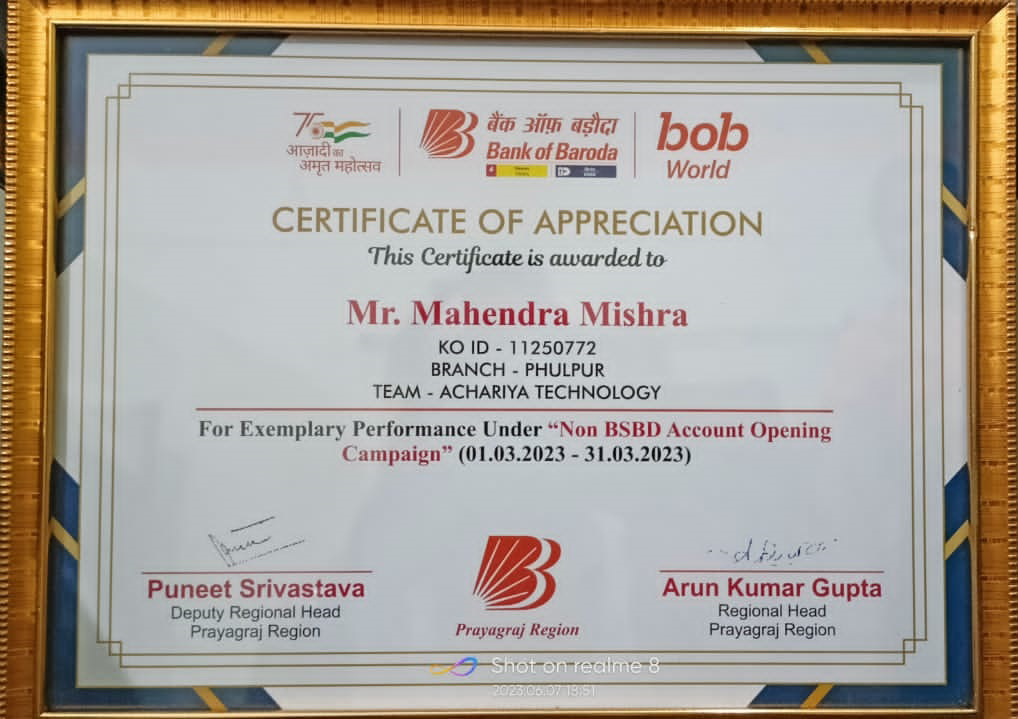 75
आज़ादी का
अमृत महोत्सव
बैंक ऑफ़ बड़ौदा
Bank of Baroda
bob
World
CERTIFICATE OF APPRECIATION
This Certificate is awarded to
Mr. Mahendra Mishra
KO ID - 11250772
BRANCH - PHULPUR
TEAM - ACHARIYA TECHNOLOGY
For Exemplary Performance Under “Non BSBD Account Opening
Campaign” (01.03.2023 - 31.03.2023)
Puneet Srivastava
Deputy Regional Head
Prayagraj Region
Prayagraj Region
Arun Kumar Gupta
Regional Head
Prayagraj Region
Shot on realme 8
2023.06.07 18:51